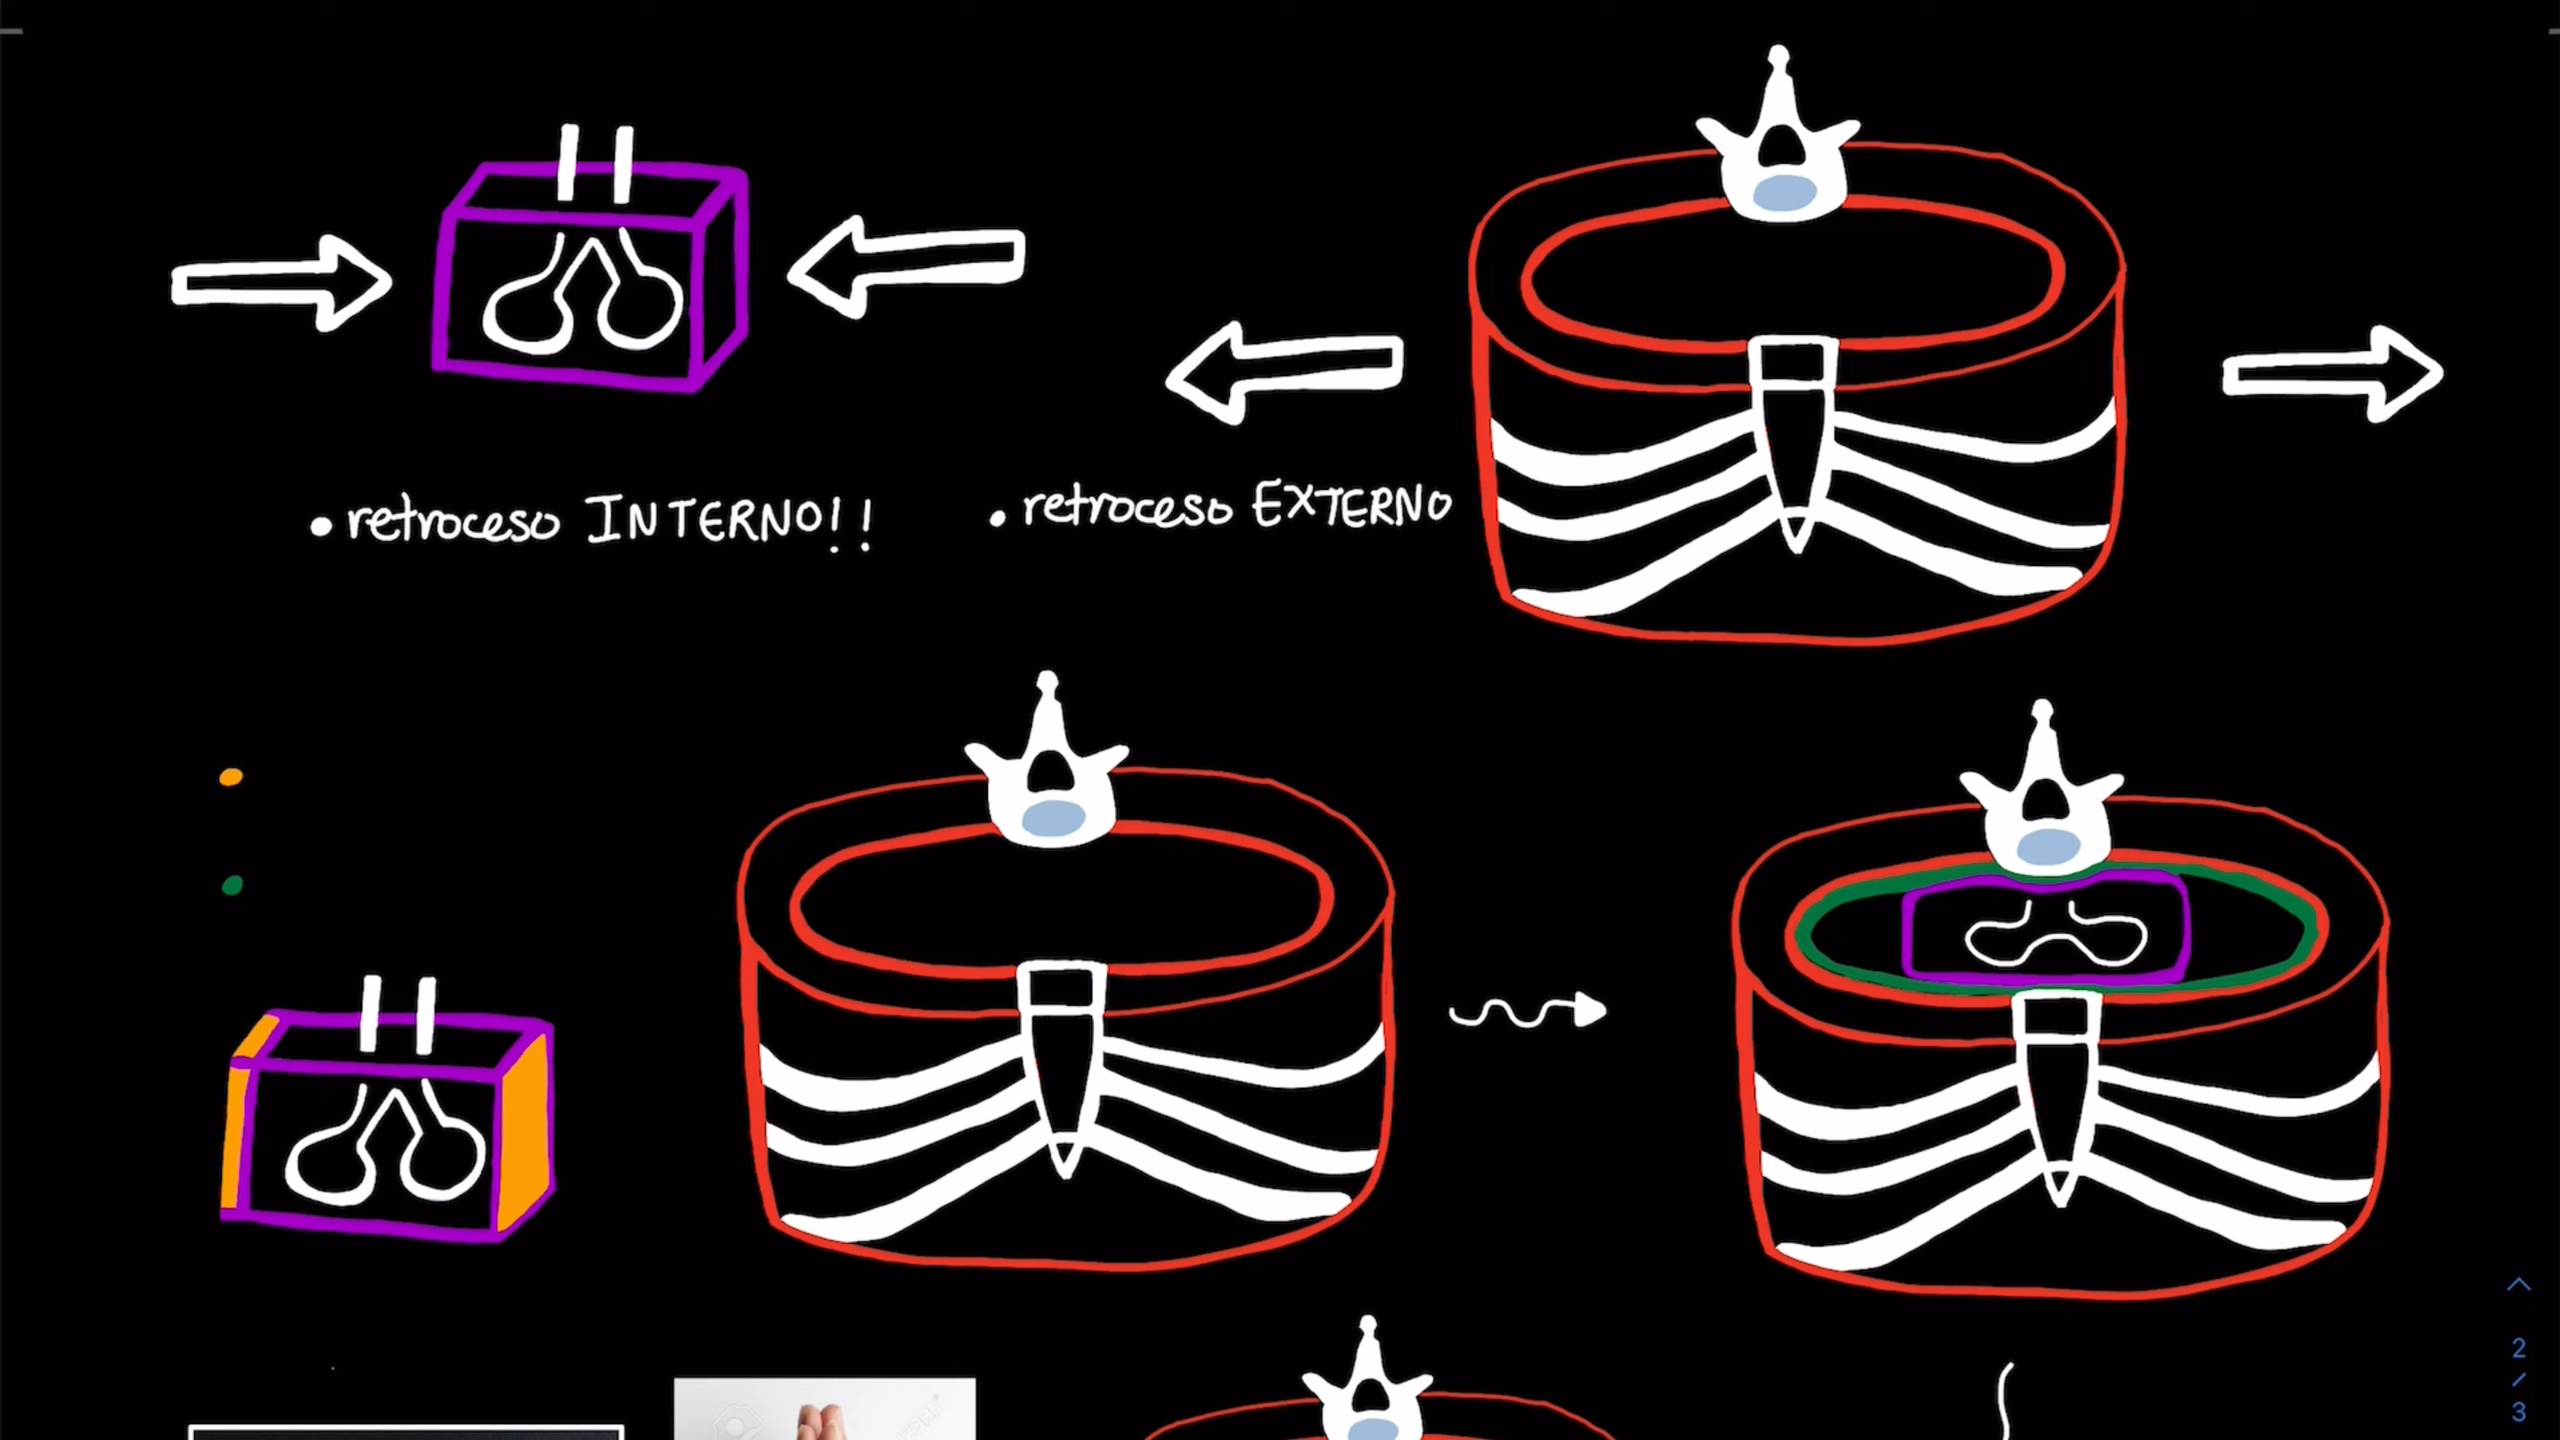 • retroceso INTERNO!!
• retroceso EXTERNO
2
/
3